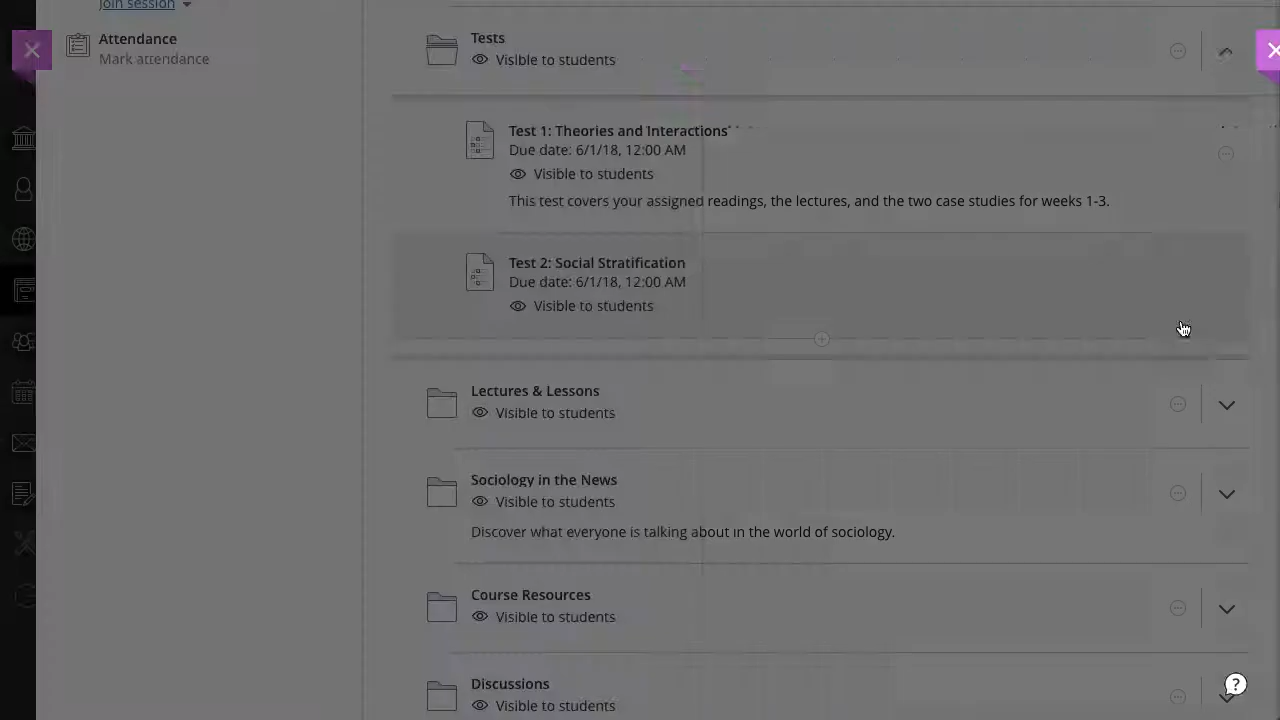 Join session
Attendance
Mark attendance
Tests
Visible to students
Test 1: Theories and Interactions
Due date: 6/1/18, 12:00 AM
Visible to students
This test covers your assigned readings, the lectures, and the two case studies for weeks 1-3.
Test 2: Social Stratification
Due date: 6/1/18, 12:00 AM
Visible to students
Lectures & Lessons
Visible to students
Sociology in the News
Visible to students
Discover what everyone is talking about in the world of sociology.
Course Resources
Visible to students
Discussions
Visible to students
?